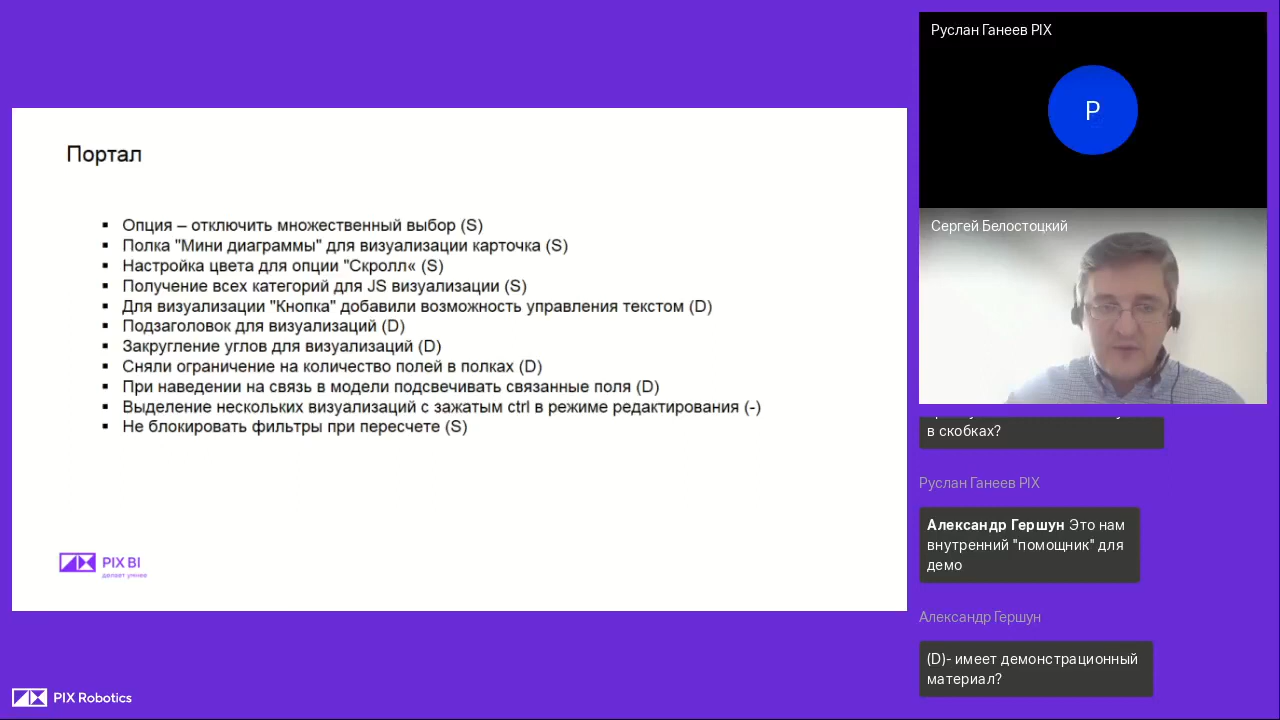 Портал
Опция – отключить множественный выбор (S)
Полка "Мини диаграммы" для визуализации карточка (S)
Настройка цвета для опции "Скролл« (S)
Получение всех категорий для JS визуализации (S)
Для визуализации "Кнопка" добавили возможность управления текстом (D)
Подзаголовок для визуализаций (D)
Закругление углов для визуализаций (D)
Сняли ограничение на количество полей в полках (D)
При наведении на связь в модели подсвечивать связанные поля (D)
Выделение нескольких визуализаций с зажатым ctrl в режиме редактирования (-)
Не блокировать фильтры при пересчете (S)
PIX BI
делает умнее
PIX Robotics
Руслан Ганеев PIX
P
Сергей Белостоцкий
в скобках?
Руслан Ганеев PIX
Александр Гершун Это нам
внутренний "помощник" для
демо
Александр Гершун
(D)- имеет демонстрационный
материал?